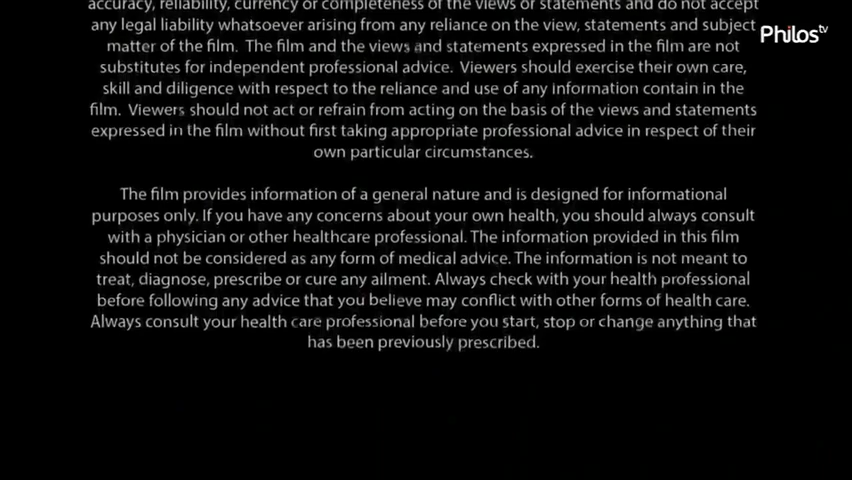 accuracy, reliability, currency or completeness of the views or statements and do not accept
any legal liability whatsoever arising from any reliance on the view, statements and subject
matter of the film. The film and the views and statements expressed in the film are not
substitutes for independent professional advice. Viewers should exercise their own care,
skill and diligence with respect to the reliance and use of any information contain in the
film. Viewers should not act or refrain from acting on the basis of the views and statements
expressed in the film without first taking appropriate professional advice in respect of their
own particular circumstances.
The film provides information of a general nature and is designed for informational
purposes only. If you have any concerns about your own health, you should always consult
with a physician or other healthcare professional. The information provided in this film
should not be considered as any form of medical advice. The information is not meant to
treat, diagnose, prescribe or cure any ailment. Always check with your health professional
before following any advice that you believe may conflict with other forms of health care.
Always consult your health care professional before you start, stop or change anything that
has been previously prescribed.
Philos tv